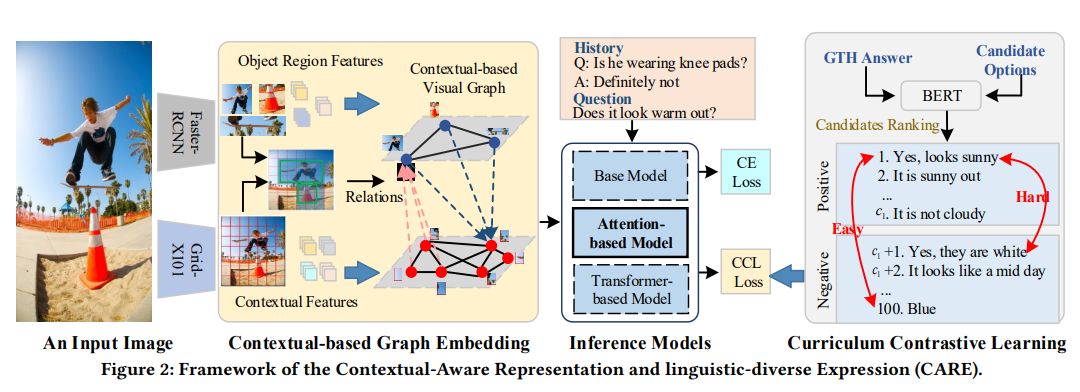 Faster-
RCNN
Grid-
X101
An Input Image
Object Region Features
Contextual-based
Visual Graph
Relations
Contextual Features
Contextual-based Graph Embedding
History
Q: Is he wearing knee pads?
A: Definitely not
Question
Does it look warm out?
Base Model
Attention-
based Model
Transformer-
based Model
Inference Models
CE
Loss
CCL
Loss
GTH Answer
Candidate
Options
BERT
Candidates Ranking
Positive
1. Yes, looks sunny
2. It is sunny out
...
c₁. It is not cloudy
Hard
Easy
Negative
c₁ +1. Yes, they are white
c₁ +2. It looks like a mid day
...
100. Blue
Curriculum Contrastive Learning
Figure 2: Framework of the Contextual-Aware Representation and linguistic-diverse Expression (CARE).